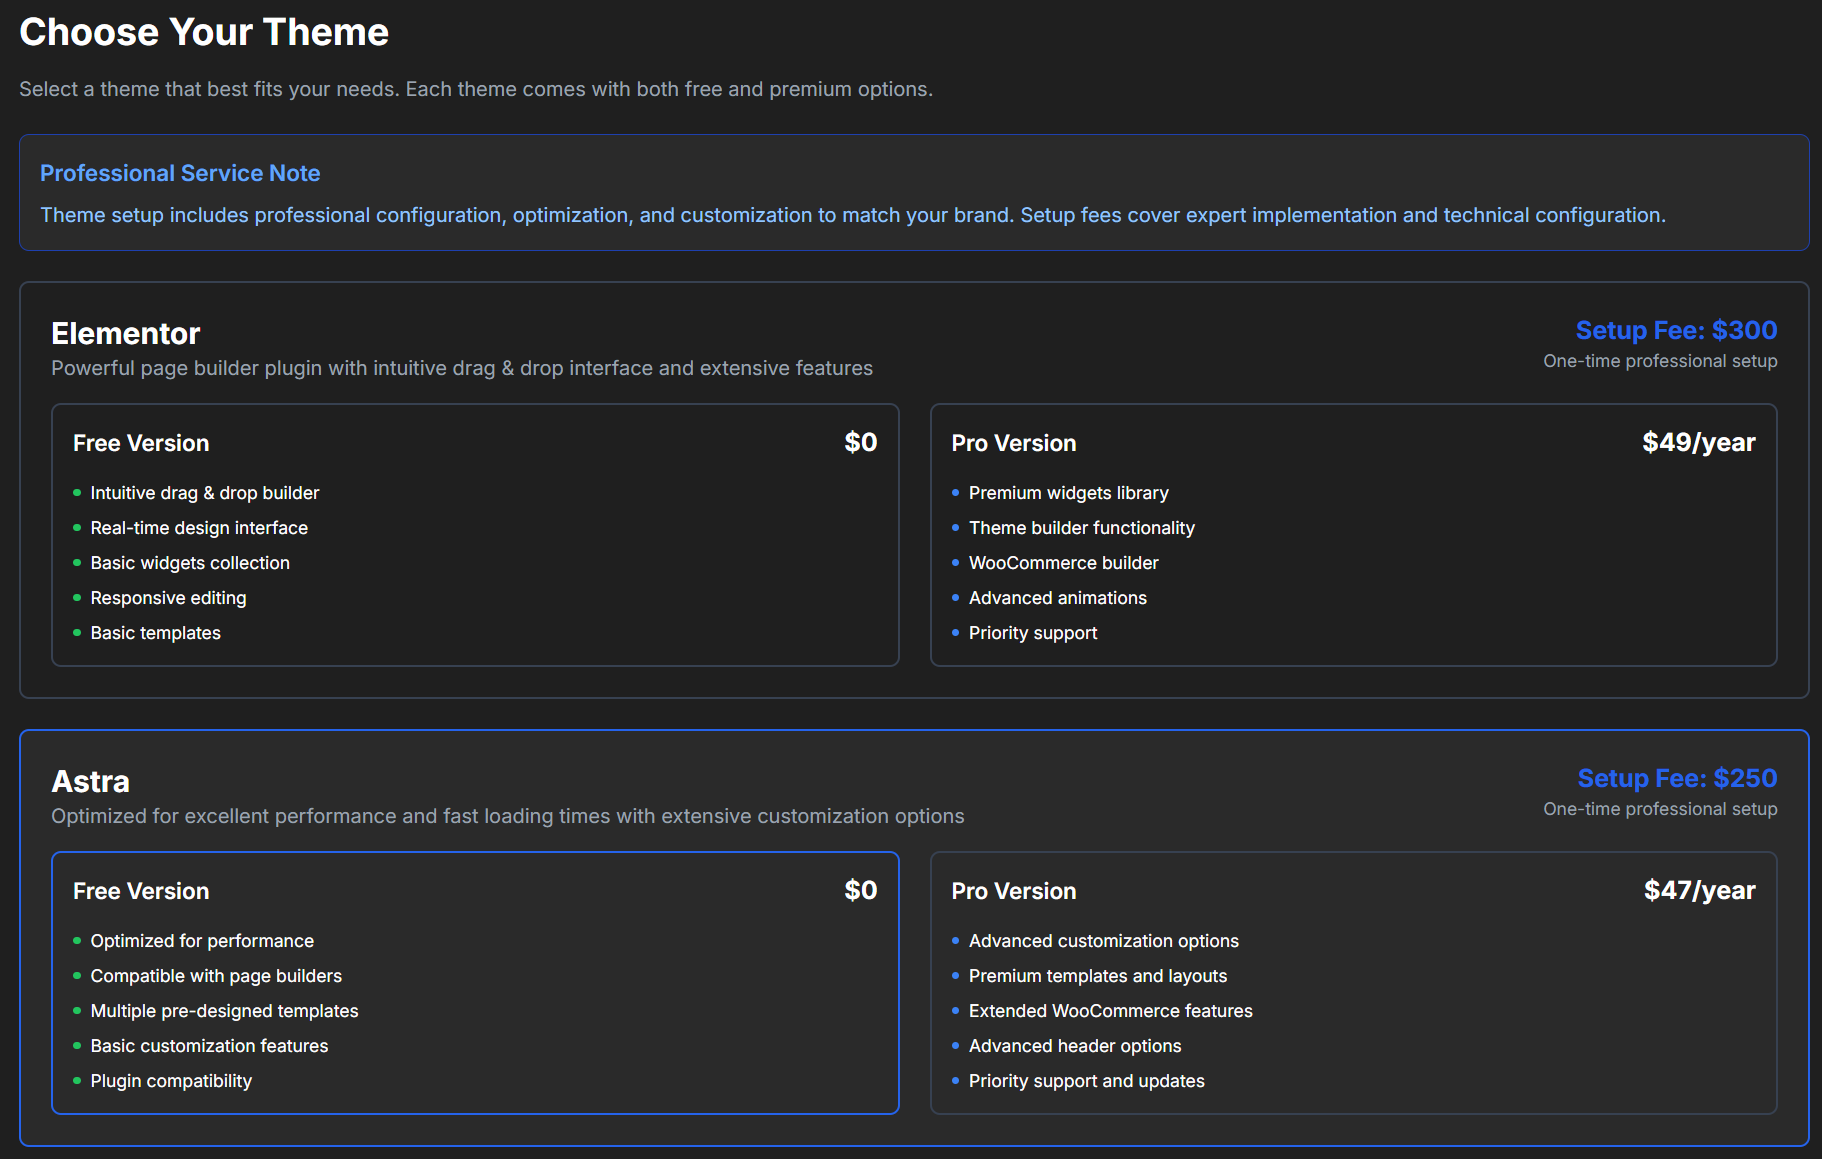 Choose Your Theme
Select a theme that best fits your needs. Each theme comes with both free and premium options.
Professional Service Note
Theme setup includes professional configuration, optimization, and customization to match your brand. Setup fees cover expert implementation and technical configuration.
Elementor
Setup Fee: $300
Powerful page builder plugin with intuitive drag & drop interface and extensive features
One-time professional setup
Free Version
$0
Intuitive drag & drop builder
Real-time design interface
Basic widgets collection
Responsive editing
Basic templates
Pro Version
$49/year
Premium widgets library
Theme builder functionality
WooCommerce builder
Advanced animations
Priority support
Astra
Setup Fee: $250
Optimized for excellent performance and fast loading times with extensive customization options
One-time professional setup
Free Version
$0
Optimized for performance
Compatible with page builders
Multiple pre-designed templates
Basic customization features
Plugin compatibility
Pro Version
$47/year
Advanced customization options
Premium templates and layouts
Extended WooCommerce features
Advanced header options
Priority support and updates